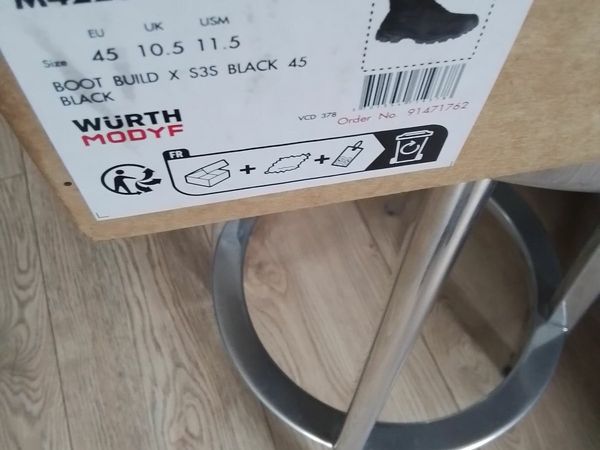 EU UK USM
Size 45 10.5 11.5
BOOT BUILD X S3S BLACK 45
BLACK
WÜRTH
MODYF
VCD 378 Order No 91471762
FR
+ +